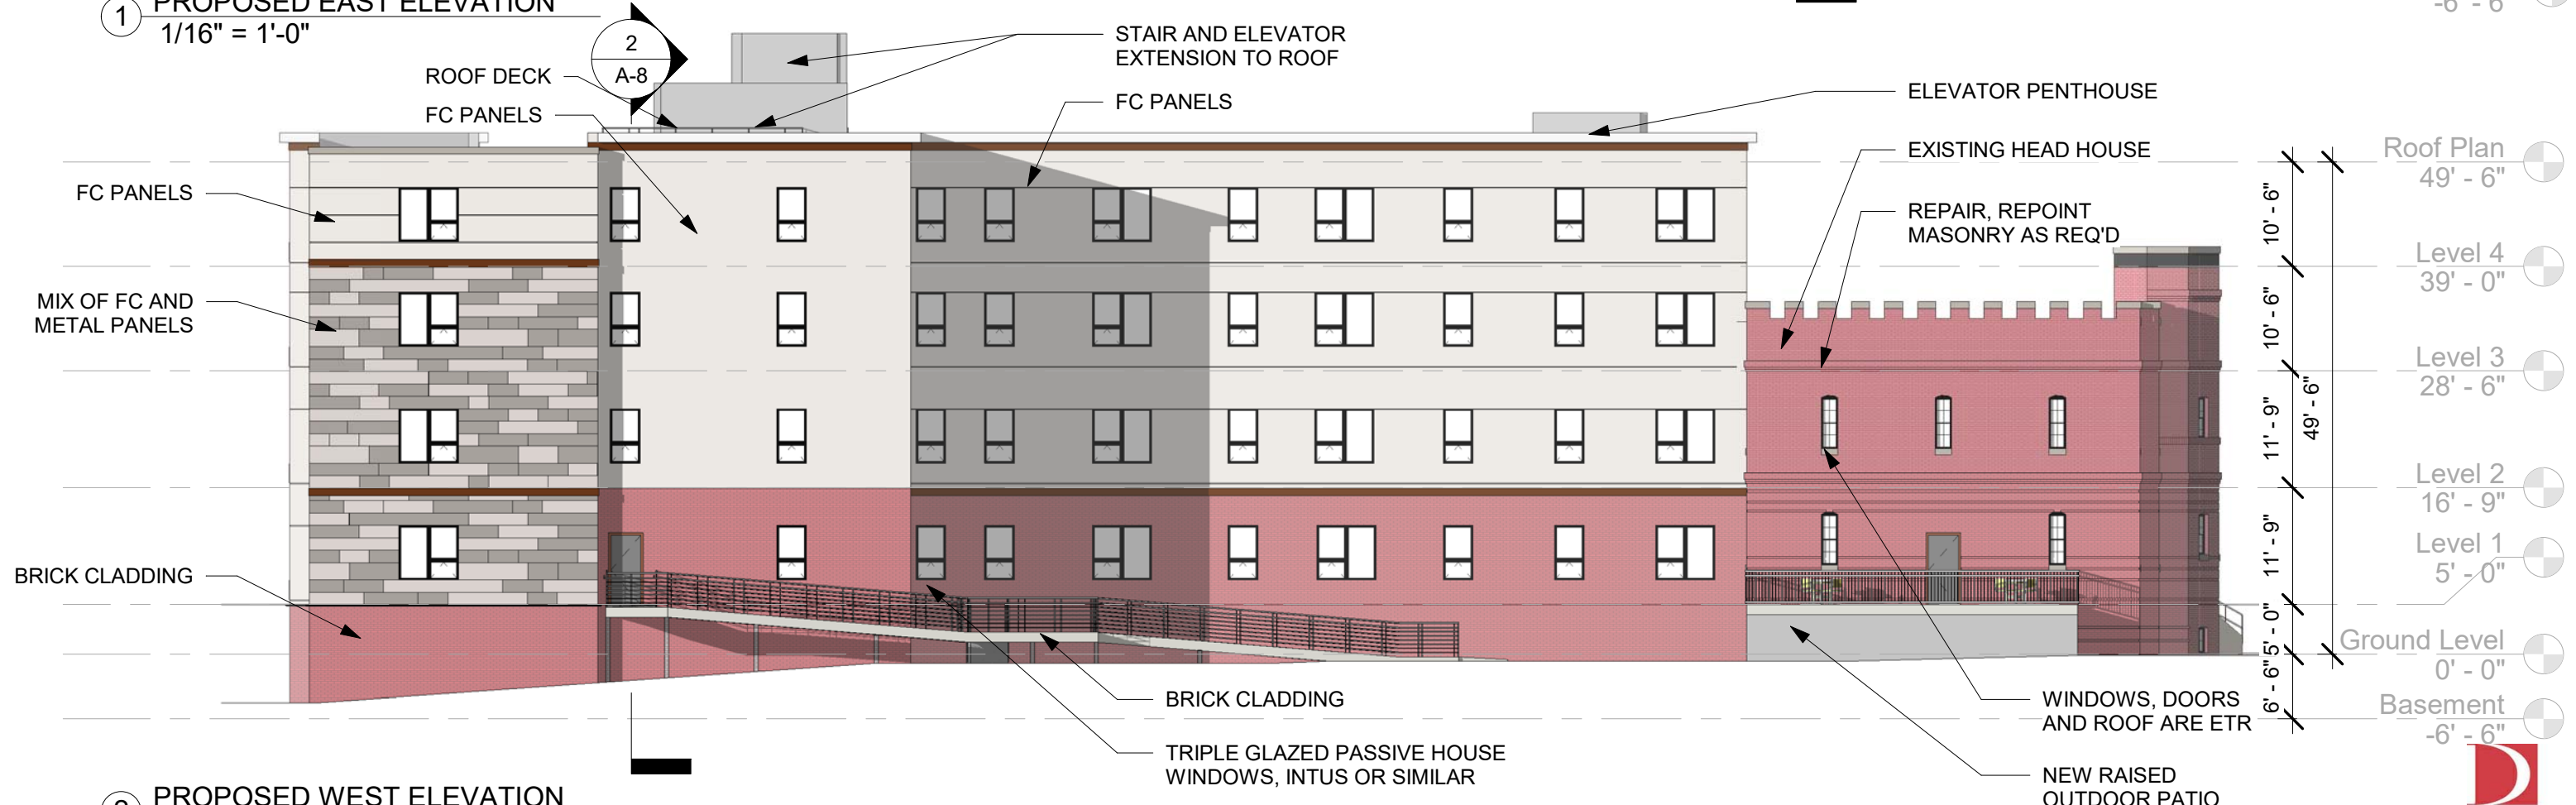 1
PROPOSED EAST ELEVATION
1/16" = 1'-0"
-6' - 6"
2
A-8
ROOF DECK
FC PANELS
STAIR AND ELEVATOR
EXTENSION TO ROOF
FC PANELS
ELEVATOR PENTHOUSE
EXISTING HEAD HOUSE
REPAIR, REPOINT
MASONRY AS REQ'D
FC PANELS
MIX OF FC AND
METAL PANELS
BRICK CLADDING
BRICK CLADDING
TRIPLE GLAZED PASSIVE HOUSE
WINDOWS, INTUS OR SIMILAR
WINDOWS, DOORS
AND ROOF ARE ETR
NEW RAISED
OUTDOOR PATIO
10' - 6"
10' - 6"
11' - 9"
11' - 9"
5' - 0"
6' - 6"
49' - 6"
Roof Plan
49' - 6"
Level 4
39' - 0"
Level 3
28' - 6"
Level 2
16' - 9"
Level 1
5' - 0"
Ground Level
0' - 0"
Basement
-6' - 6"
PROPOSED WEST ELEVATION